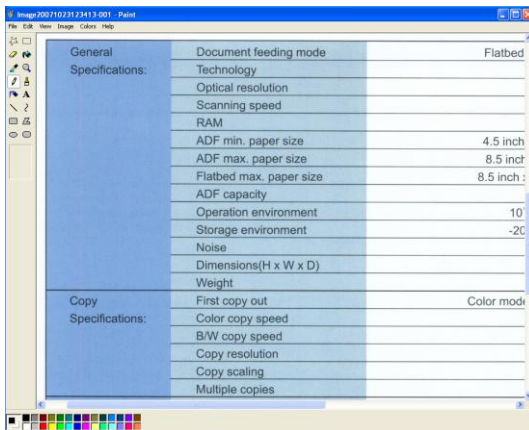 Image20071023123413-001 - Paint
File Edit View Image Colors Help
General Document feeding mode Flatbed
Specifications: Technology
Optical resolution
Scanning speed
RAM
ADF min. paper size 4.5 inch
ADF max. paper size 8.5 inch
Flatbed max. paper size 8.5 inch
ADF capacity
Operation environment 10
Storage environment -20
Noise
Dimensions(H x W x D)
Weight
Copy First copy out Color mode
Specifications: Color copy speed
B/W copy speed
Copy resolution
Copy scaling
Multiple copies